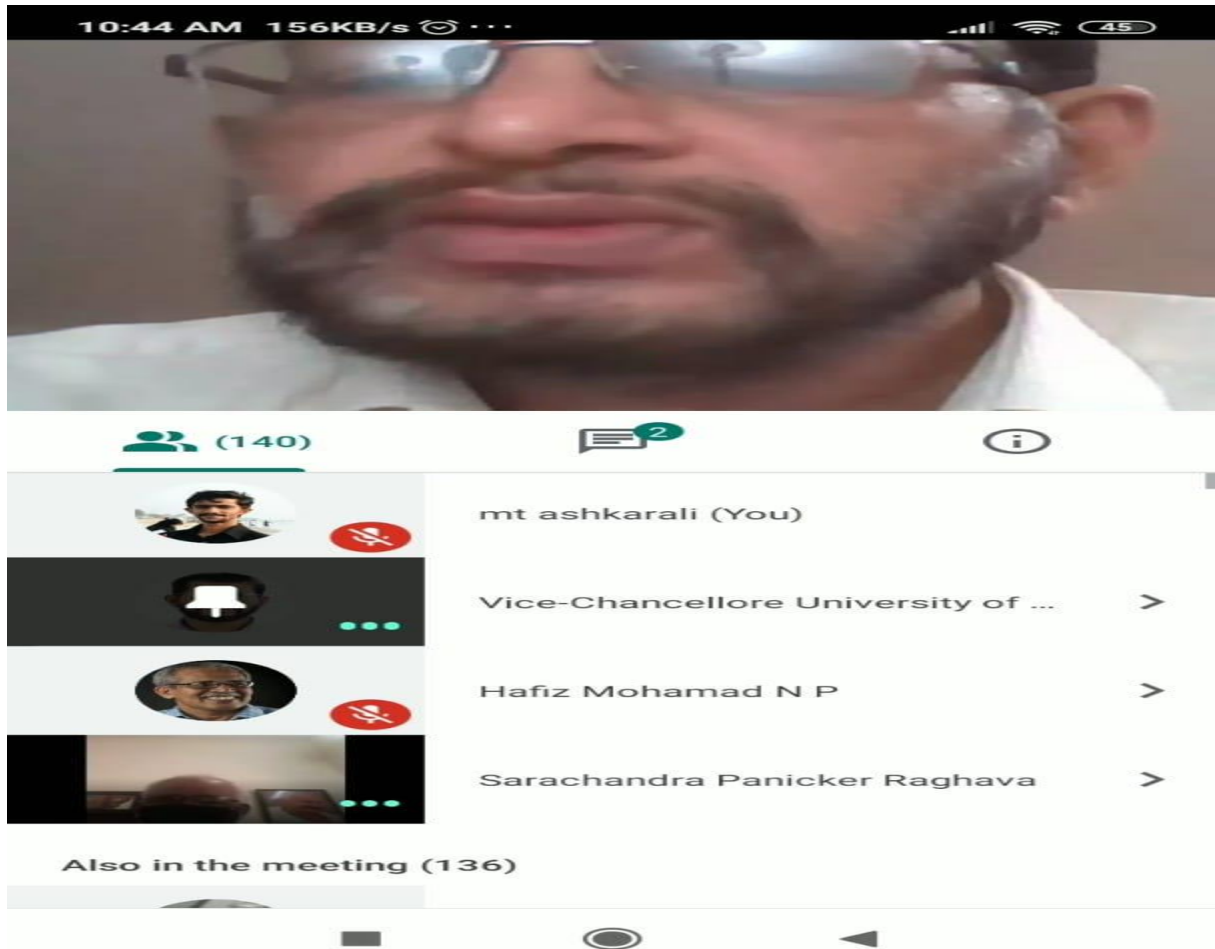 10:44 AM 156KB/s ... 45
(140) 2
mt ashkarali (You)
Vice-Chancellore University of ...
Hafiz Mohamad N P
Sarachandra Panicker Raghava
Also in the meeting (136)